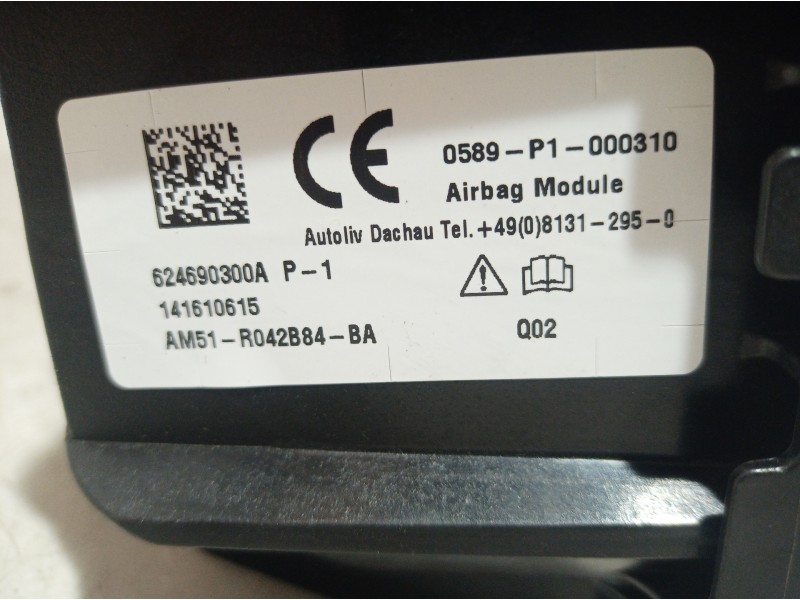 CE
0589-P1-000310
Airbag Module
Autoliv Dachau Tel.+49(0)8131-295-0
624690300A P-1
141610615
AM51-R042B84-BA
Q02